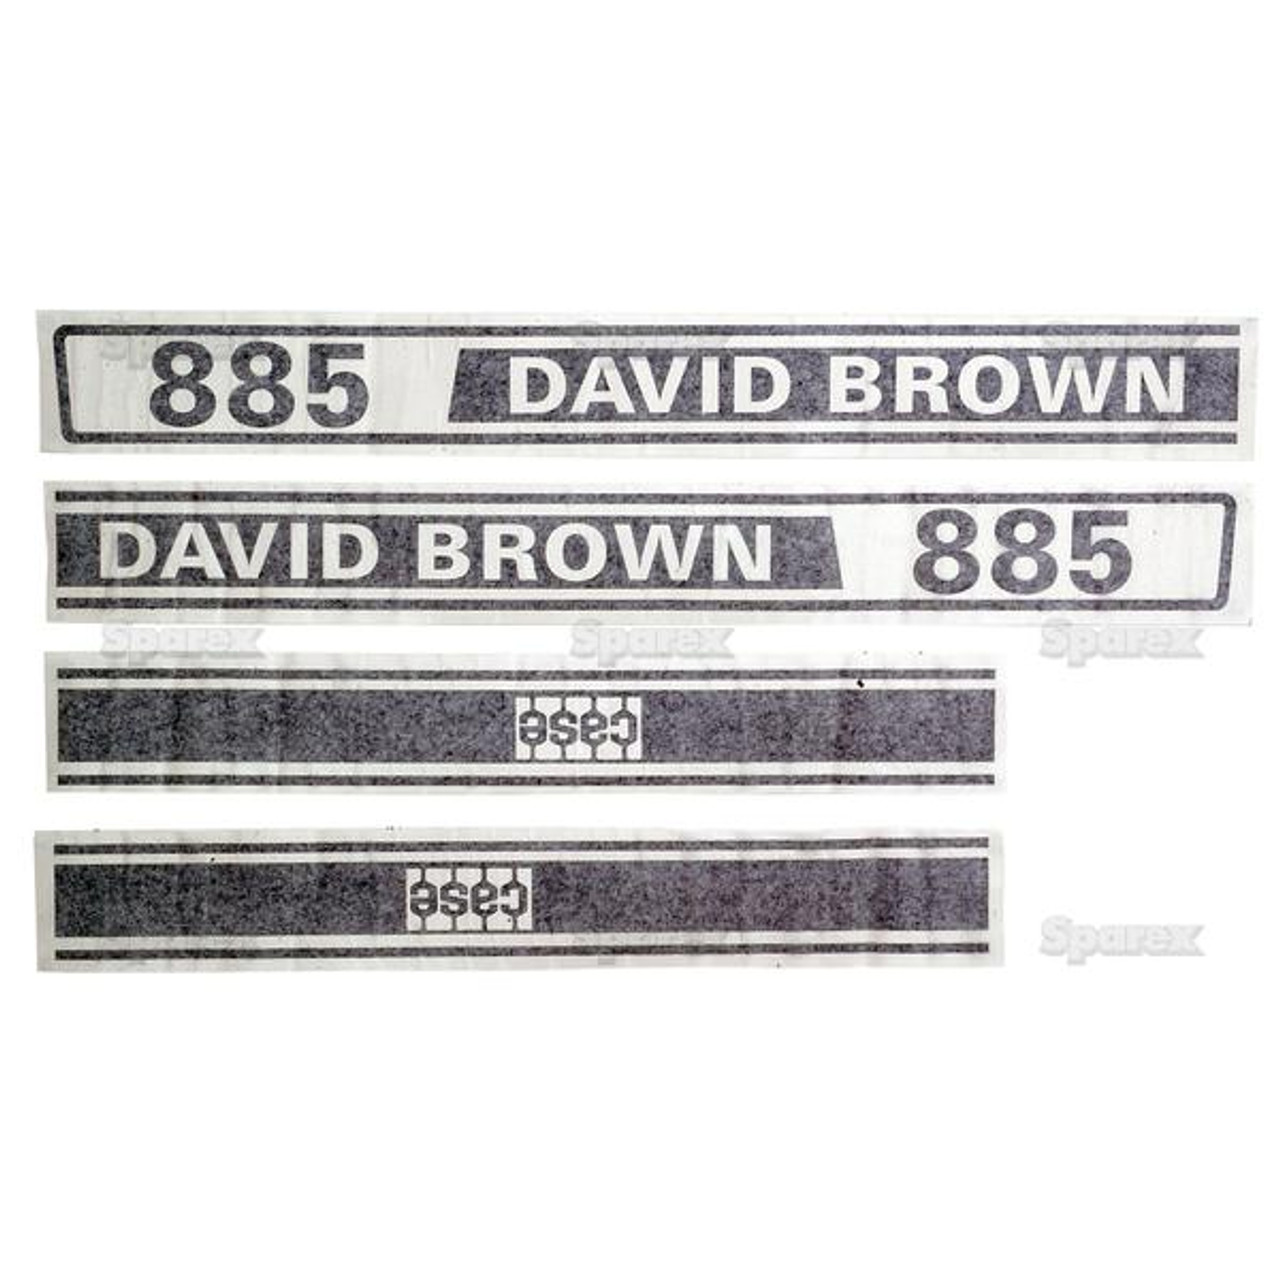 885 DAVID BROWN
DAVID BROWN 885
Sparex Sparex Sparex
case
case
Sparex